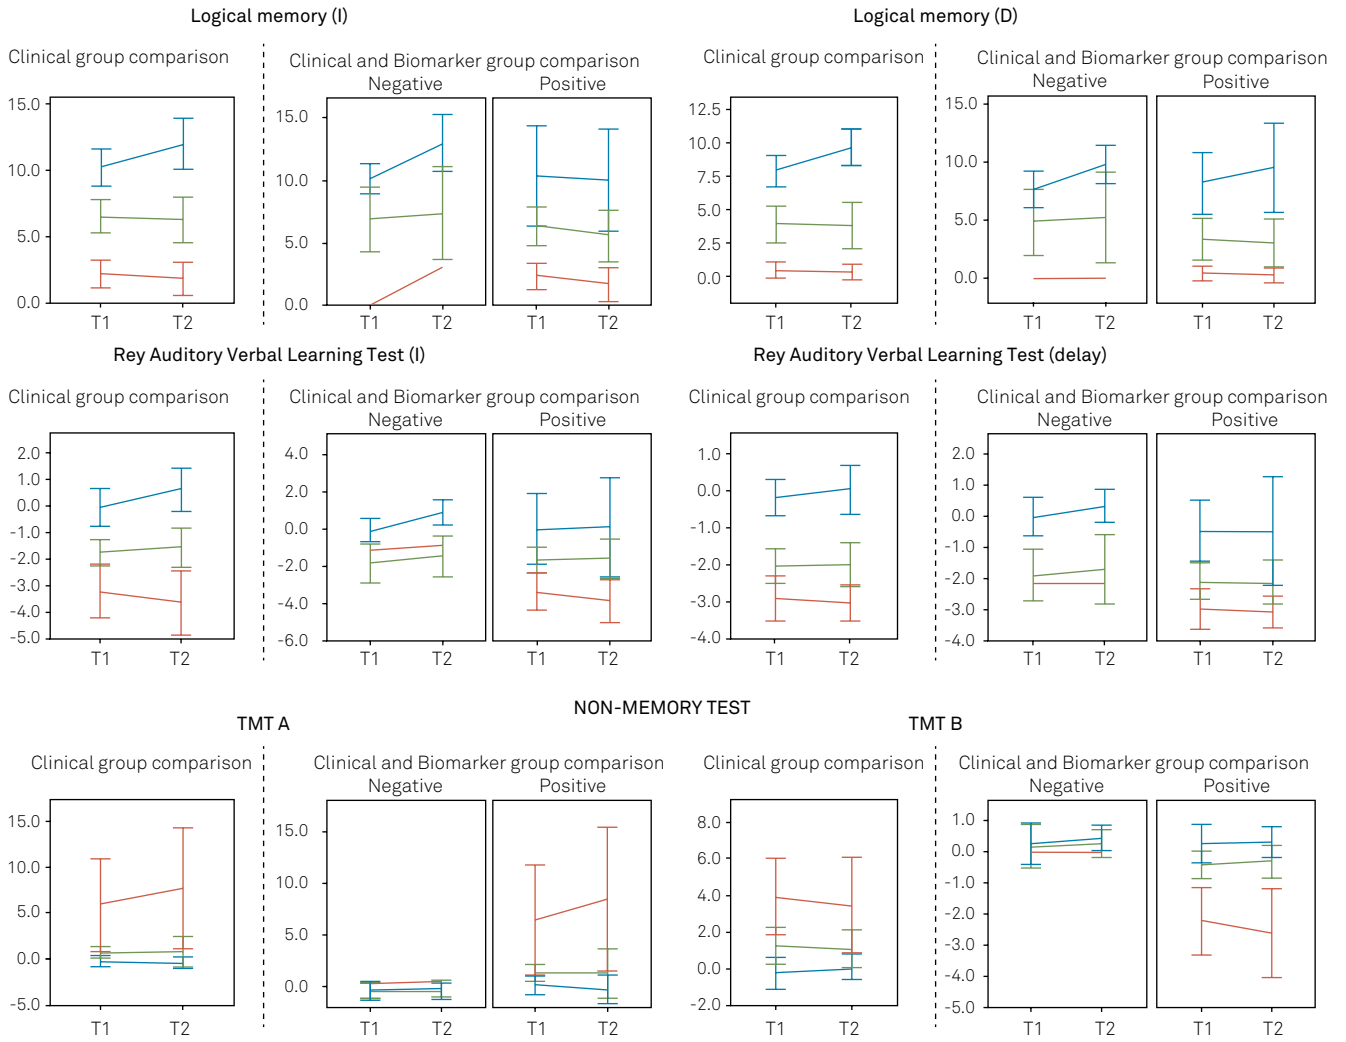 Logical memory (I)
Logical memory (D)
Clinical group comparison
Clinical and Biomarker group comparison
Negative
Positive
Clinical group comparison
Clinical and Biomarker group comparison
Negative
Positive
15.0
10.0
5.0
0.0
T1
T2
15.0
10.0
5.0
0.0
T1
T2
T1
T2
12.5
10.0
7.5
5.0
2.5
0.0
T1
T2
15.0
10.0
5.0
0.0
T1
T2
T1
T2
Rey Auditory Verbal Learning Test (I)
Rey Auditory Verbal Learning Test (delay)
Clinical group comparison
Clinical and Biomarker group comparison
Negative
Positive
Clinical group comparison
Clinical and Biomarker group comparison
Negative
Positive
2.0
1.0
0.0
-1.0
-2.0
-3.0
-4.0
-5.0
T1
T2
4.0
2.0
0.0
-2.0
-4.0
-6.0
T1
T2
T1
T2
1.0
0.0
-1.0
-2.0
-3.0
-4.0
T1
T2
2.0
1.0
0.0
-1.0
-2.0
-3.0
-4.0
T1
T2
T1
T2
NON-MEMORY TEST
TMT A
TMT B
Clinical group comparison
Clinical and Biomarker group comparison
Negative
Positive
Clinical group comparison
Clinical and Biomarker group comparison
Negative
Positive
15.0
10.0
5.0
0.0
-5.0
T1
T2
15.0
10.0
5.0
0.0
T1
T2
T1
T2
8.0
6.0
4.0
2.0
0.0
-2.0
T1
T2
1.0
0.0
-1.0
-2.0
-3.0
-4.0
-5.0
T1
T2
T1
T2